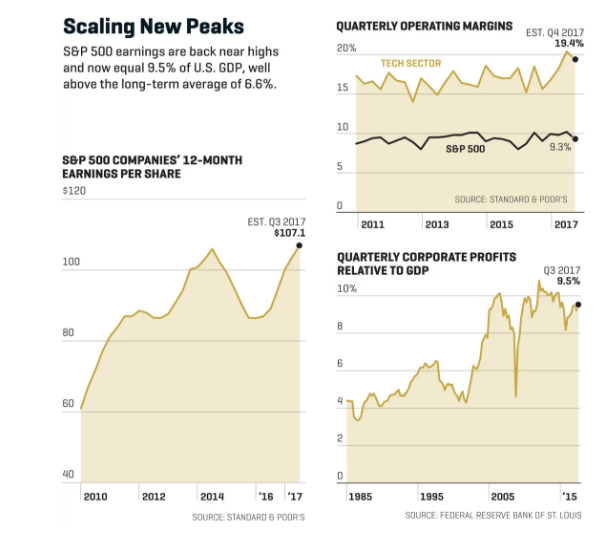 Scaling New Peaks
S&P 500 earnings are back near highs
and now equal 9.5% of U.S. GDP, well
above the long-term average of 6.6%.
S&P 500 COMPANIES' 12-MONTH
EARNINGS PER SHARE
$120
EST. Q3 2017
$107.1
100
80
60
40
2010
2012
2014
'16
'17
SOURCE: STANDARD & POOR'S
QUARTERLY OPERATING MARGINS
EST. Q4 2017
19.4%
20%
TECH SECTOR
15
10
S&P 500
9.3%
5
SOURCE: STANDARD & POOR'S
0
2011
2013
2015
2017
QUARTERLY CORPORATE PROFITS
RELATIVE TO GDP
Q3 2017
9.5%
10%
8
6
4
2
0
1985
1995
2005
'15
SOURCE: FEDERAL RESERVE BANK OF ST. LOUIS